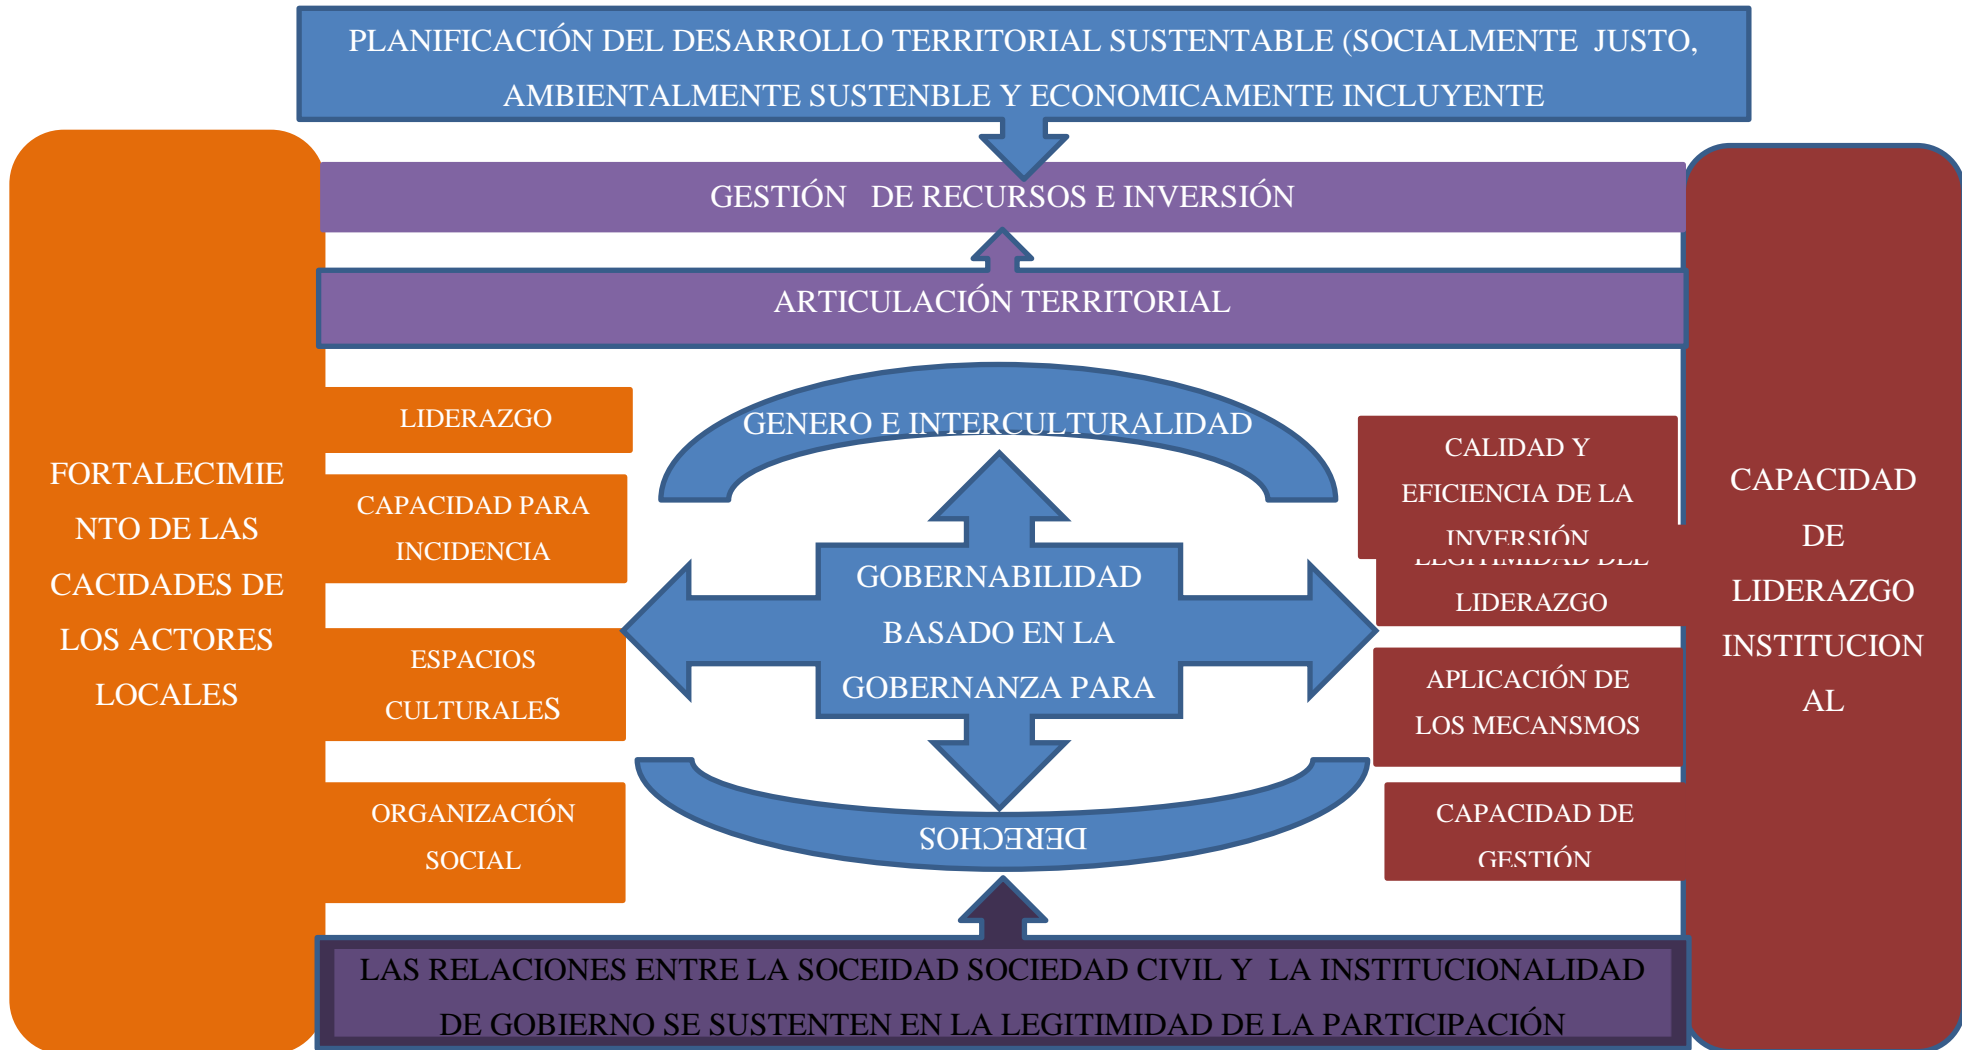 PLANIFICACIÓN DEL DESARROLLO TERRITORIAL SUSTENTABLE (SOCIALMENTE JUSTO,
AMBIENTALMENTE SUSTENBLE Y ECONOMICAMENTE INCLUYENTE
GESTIÓN DE RECURSOS E INVERSIÓN
ARTICULACIÓN TERRITORIAL
FORTALECIMIE
NTO DE LAS
CACIDADES DE
LOS ACTORES
LOCALES
LIDERAZGO
CAPACIDAD PARA
INCIDENCIA
ESPACIOS
CULTURALES
ORGANIZACIÓN
SOCIAL
GENERO E INTERCULTURALIDAD
GOBERNABILIDAD
BASADO EN LA
GOBERNANZA PARA
DERECHOS
CALIDAD Y
EFICIENCIA DE LA
INVERSIÓN
LEGITIMIDAD DEL
LIDERAZGO
APLICACIÓN DE
LOS MECANSMOS
CAPACIDAD DE
GESTIÓN
CAPACIDAD
DE
LIDERAZGO
INSTITUCION
AL
LAS RELACIONES ENTRE LA SOCEIDAD SOCIEDAD CIVIL Y LA INSTITUCIONALIDAD
DE GOBIERNO SE SUSTENTEN EN LA LEGITIMIDAD DE LA PARTICIPACIÓN